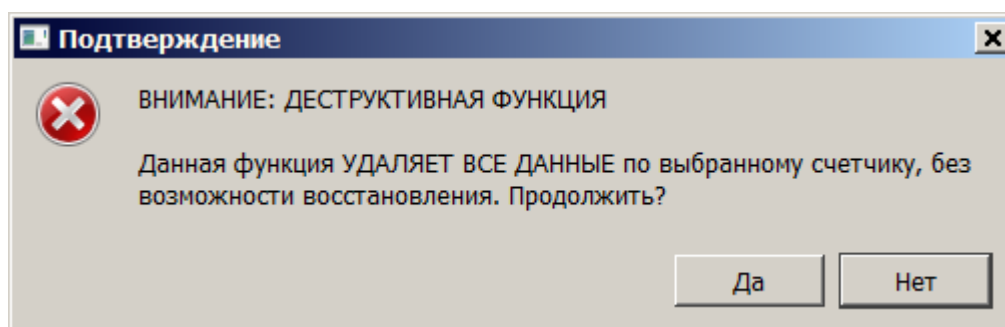 Подтверждение
ВНИМАНИЕ: ДЕСТРУКТИВНАЯ ФУНКЦИЯ
Данная функция УДАЛЯЕТ ВСЕ ДАННЫЕ по выбранному счетчику, без
возможности восстановления. Продолжить?
Да
Нет